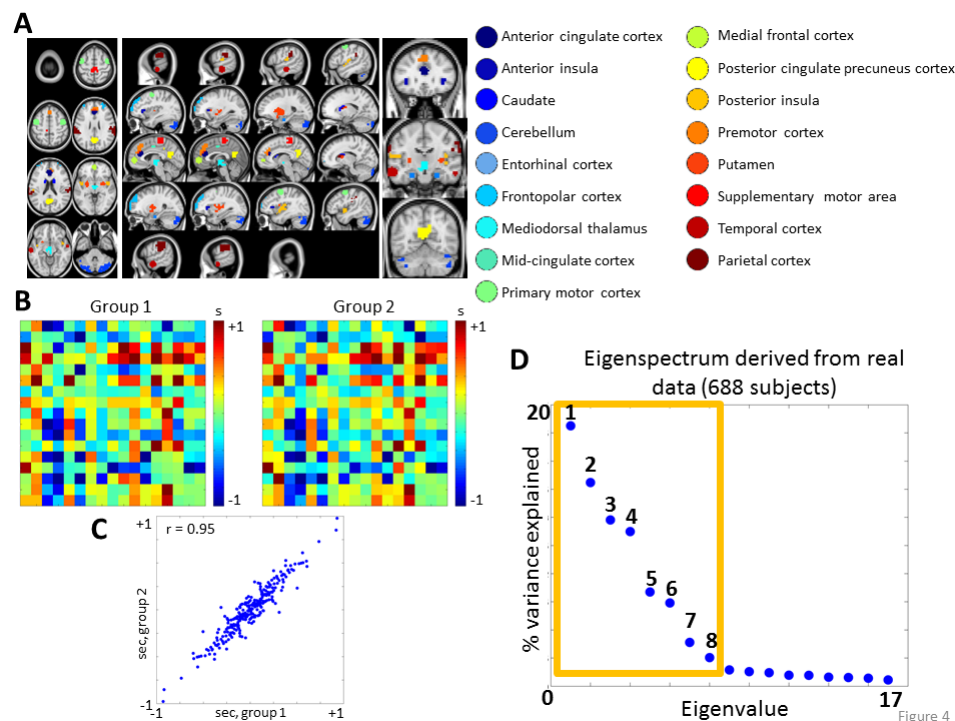 A
Anterior cingulate cortex
Anterior insula
Caudate
Cerebellum
Entorhinal cortex
Frontopolar cortex
Mediodorsal thalamus
Mid-cingulate cortex
Primary motor cortex
Medial frontal cortex
Posterior cingulate precuneus cortex
Posterior insula
Premotor cortex
Putamen
Supplementary motor area
Temporal cortex
Parietal cortex
B
Group 1
s
+1
-1
Group 2
s
+1
-1
C
+1
r = 0.95
sec, group 2
-1
-1
sec, group 1
+1
D
Eigenspectrum derived from real
data (688 subjects)
20
1
2
3
4
5
6
7
8
% variance explained
0
17
Eigenvalue
Figure 4